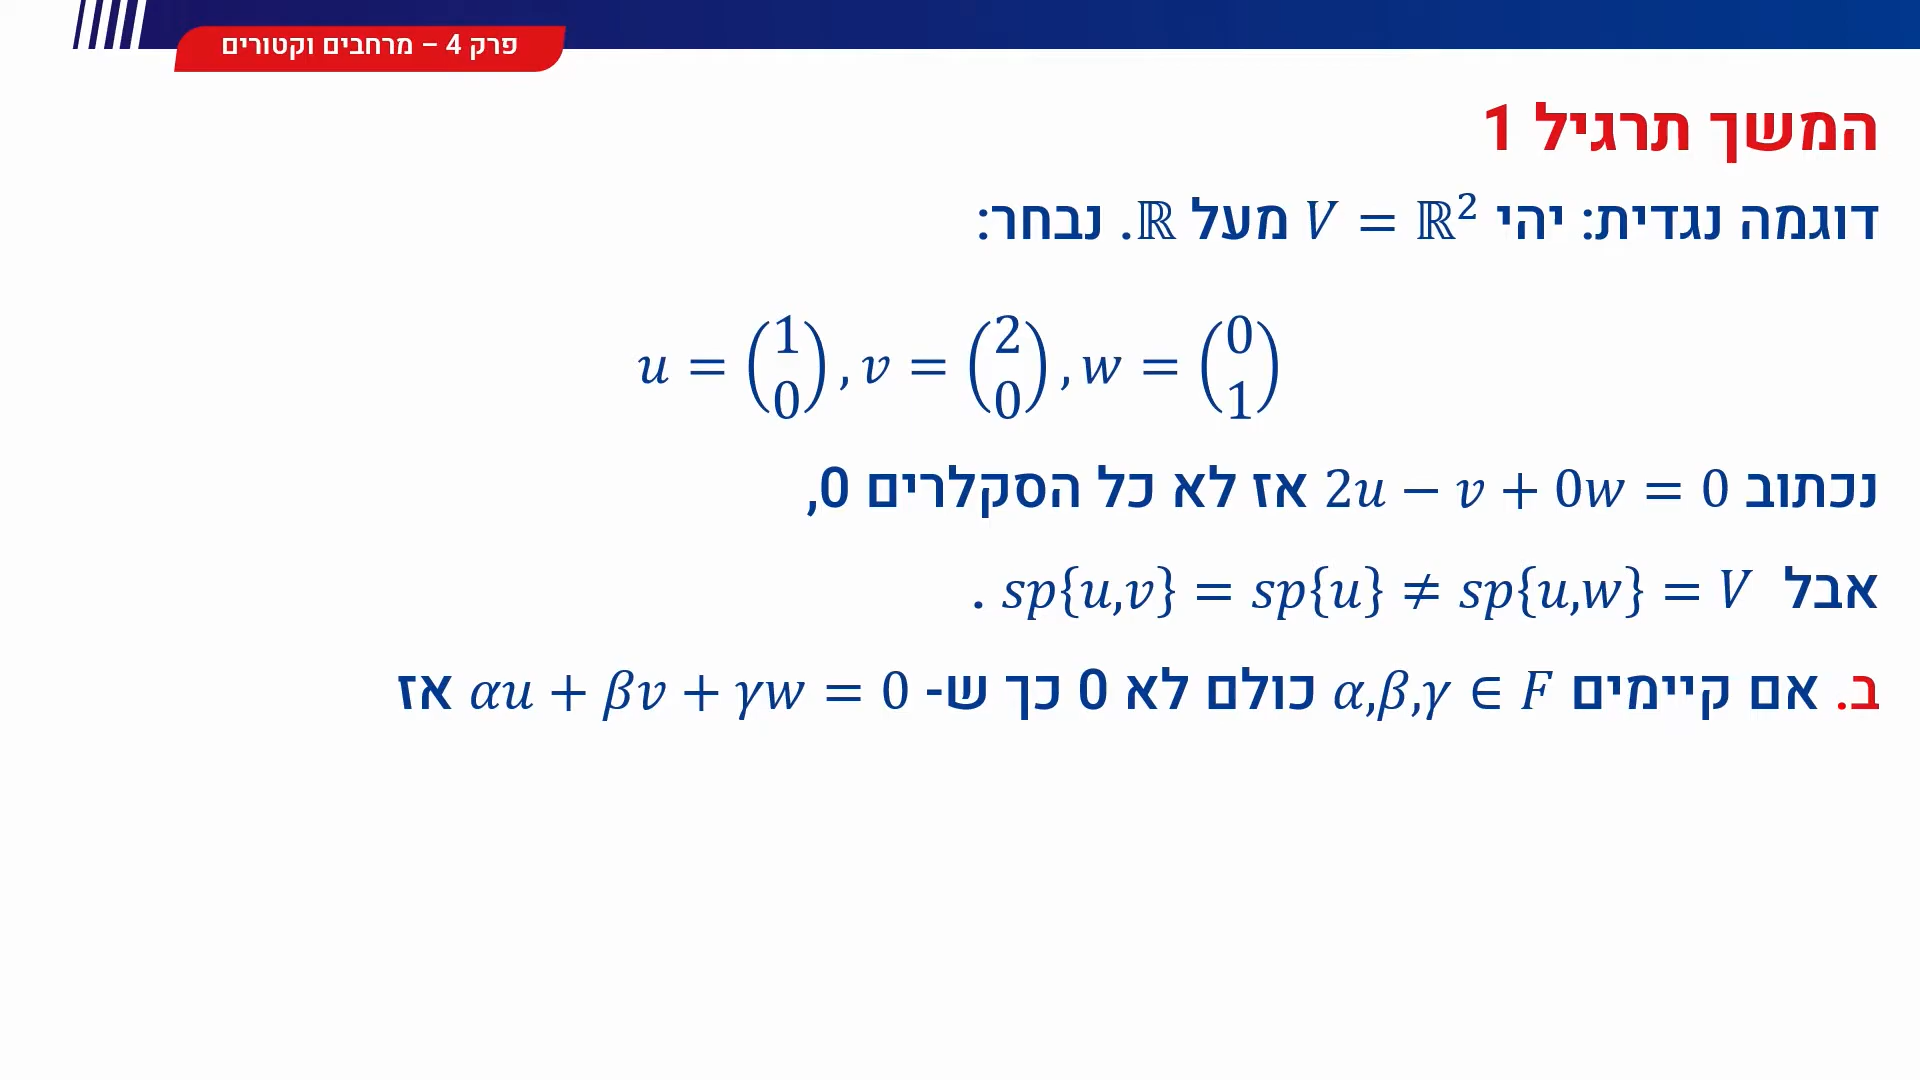 פרק 4 – מרחבים וקטורים
המשך תרגיל 1
דוגמה נגדית: יהי V = ℝ² מעל ℝ. נבחר:
u = (1 0), v = (2 0), w = (0 1)
נכתוב 2u − v + 0w = 0 אז לא כל הסקלרים 0,
אבל sp{u,v} = sp{u} ≠ sp{u,w} = V .
ב. אם קיימים α,β,γ ∈ F כולם לא 0 כך ש- αu + βv + γw = 0 אז